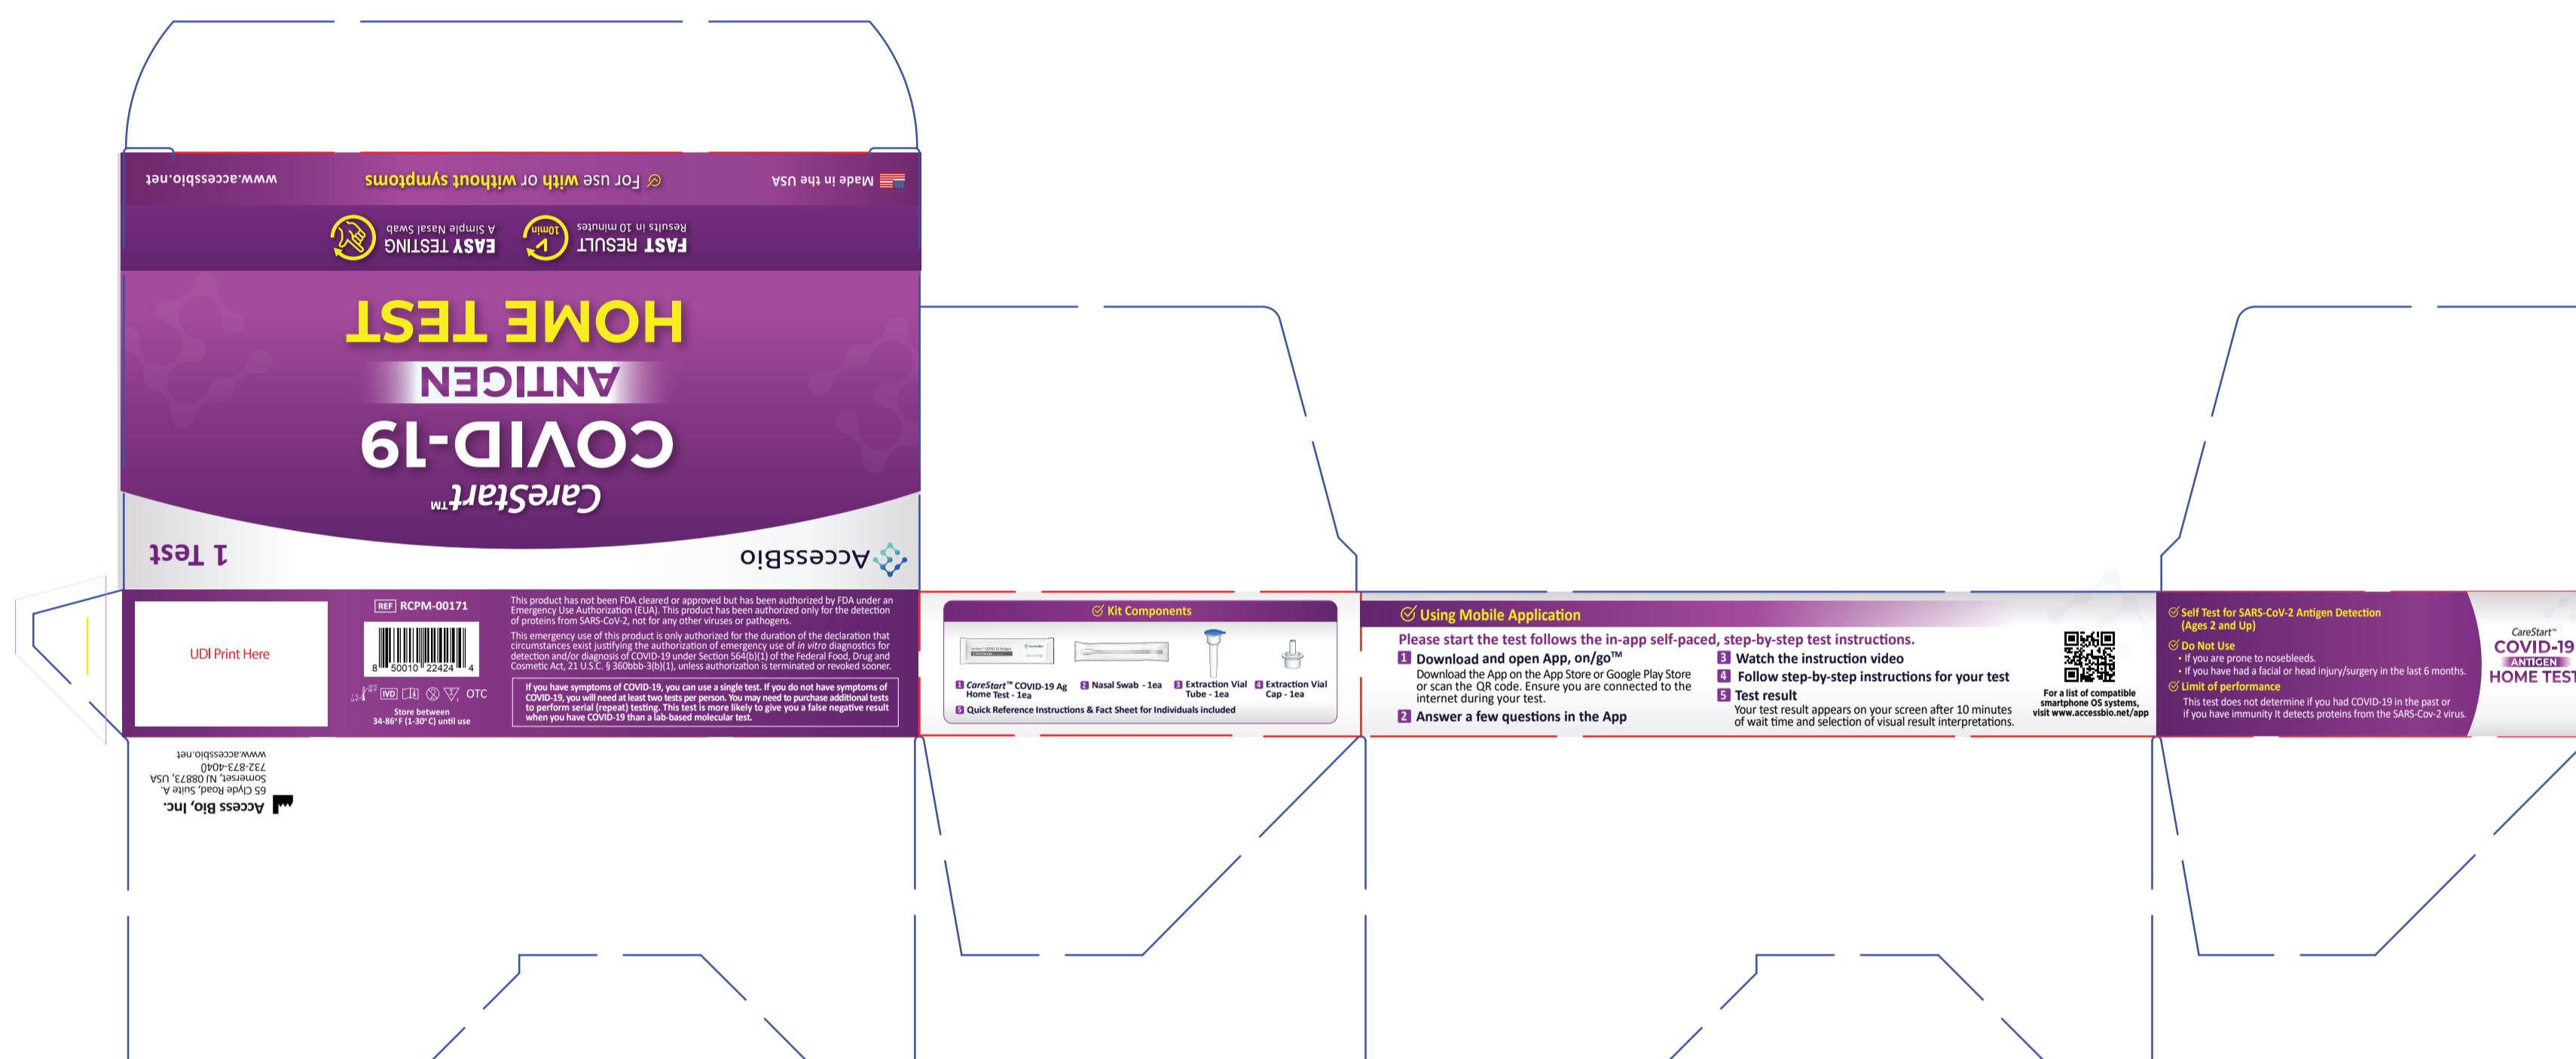 AccessBio
1 Test
CareStart™
COVID-19
ANTIGEN
HOME TEST
FAST RESULT
Results in 10 minutes
10min
EASY TESTING
A Simple Nasal Swab
Made in the USA
For use with or without symptoms
www.accessbio.net
UDI Print Here
REF RCPM-00171
8 50010 22424 4
IVD
OTC
Store between
34-86°F (1-30°C) until use
This product has not been FDA cleared or approved but has been authorized by FDA under an
Emergency Use Authorization (EUA). This product has been authorized only for the detection
of proteins from SARS-CoV-2, not for any other viruses or pathogens.
This emergency use of this product is only authorized for the duration of the declaration that
circumstances exist justifying the authorization of emergency use of in vitro diagnostics for
detection and/or diagnosis of COVID-19 under Section 564(b)(1) of the Federal Food, Drug and
Cosmetic Act, 21 U.S.C. § 360bbb-3(b)(1), unless authorization is terminated or revoked sooner.
If you have symptoms of COVID-19, you can use a single test. If you do not have symptoms of
COVID-19, you will need at least two tests per person. You may need to purchase additional tests
to perform serial (repeat) testing. This test is more likely to give you a false negative result
when you have COVID-19 than a lab-based molecular test.
Access Bio, Inc.
65 Clyde Road, Suite A.
Somerset, NJ 08873, USA
732-873-4040
www.accessbio.net
Kit Components
1 CareStart™ COVID-19 Ag
Home Test - 1ea
2 Nasal Swab - 1ea
3 Extraction Vial
Tube - 1ea
4 Extraction Vial
Cap - 1ea
5 Quick Reference Instructions & Fact Sheet for Individuals included
Using Mobile Application
Please start the test follows the in-app self-paced, step-by-step test instructions.
1 Download and open App, on/go™
Download the App on the App Store or Google Play Store
or scan the QR code. Ensure you are connected to the
internet during your test.
2 Answer a few questions in the App
3 Watch the instruction video
4 Follow step-by-step instructions for your test
5 Test result
Your test result appears on your screen after 10 minutes
of wait time and selection of visual result interpretations.
For a list of compatible
smartphone OS systems,
visit www.accessbio.net/app
Self Test for SARS-CoV-2 Antigen Detection
(Ages 2 and Up)
Do Not Use
• If you are prone to nosebleeds.
• If you have had a facial or head injury/surgery in the last 6 months.
Limit of performance
This test does not determine if you had COVID-19 in the past or
if you have immunity It detects proteins from the SARS-Cov-2 virus.
CareStart™
COVID-19
ANTIGEN
HOME TEST